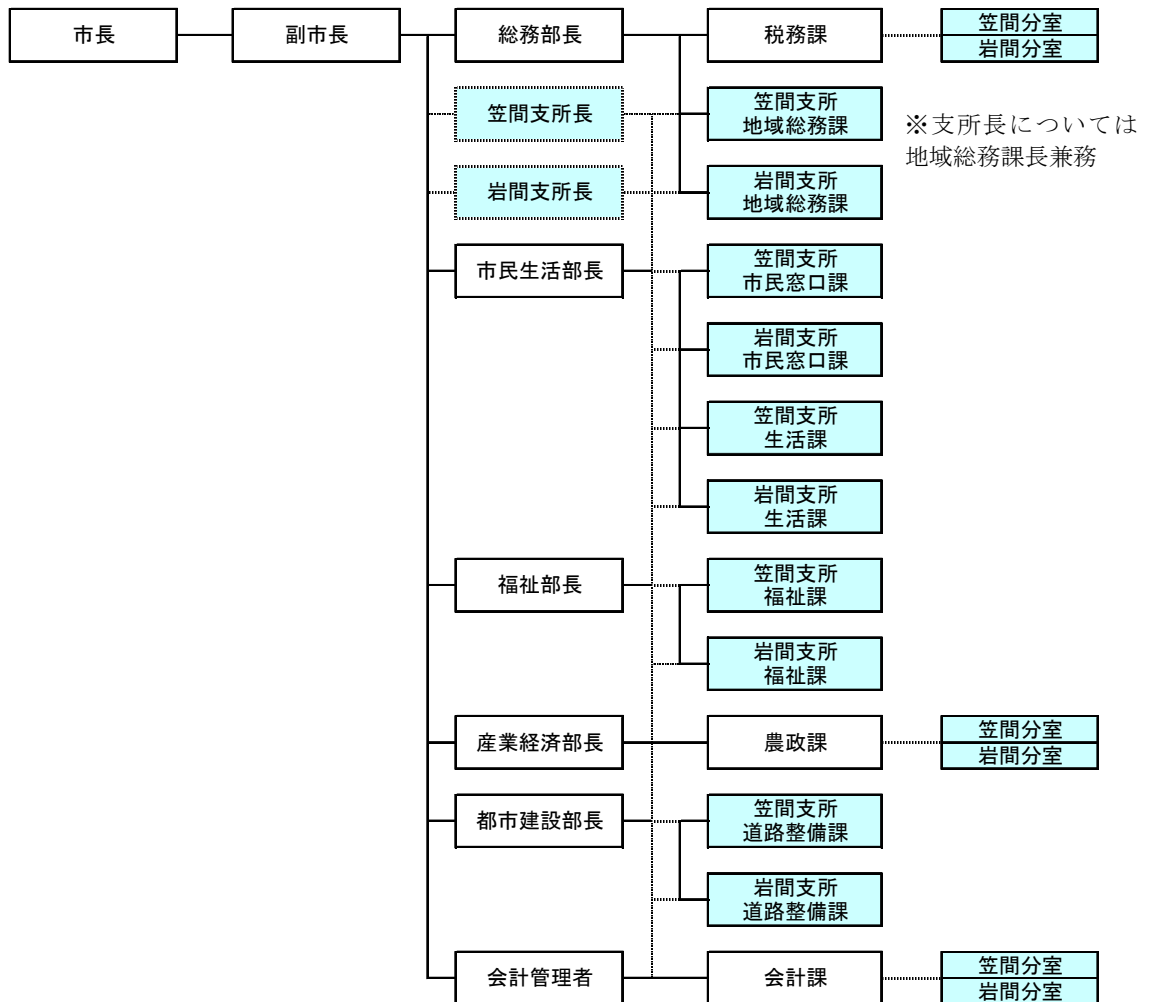 市長
副市長
総務部長
税務課
笠間分室
岩間分室
笠間支所長
笠間支所
地域総務課
※支所長については
地域総務課長兼務
岩間支所長
岩間支所
地域総務課
市民生活部長
笠間支所
市民窓口課
岩間支所
市民窓口課
笠間支所
生活課
岩間支所
生活課
福祉部長
笠間支所
福祉課
岩間支所
福祉課
産業経済部長
農政課
笠間分室
岩間分室
都市建設部長
笠間支所
道路整備課
岩間支所
道路整備課
会計管理者
会計課
笠間分室
岩間分室